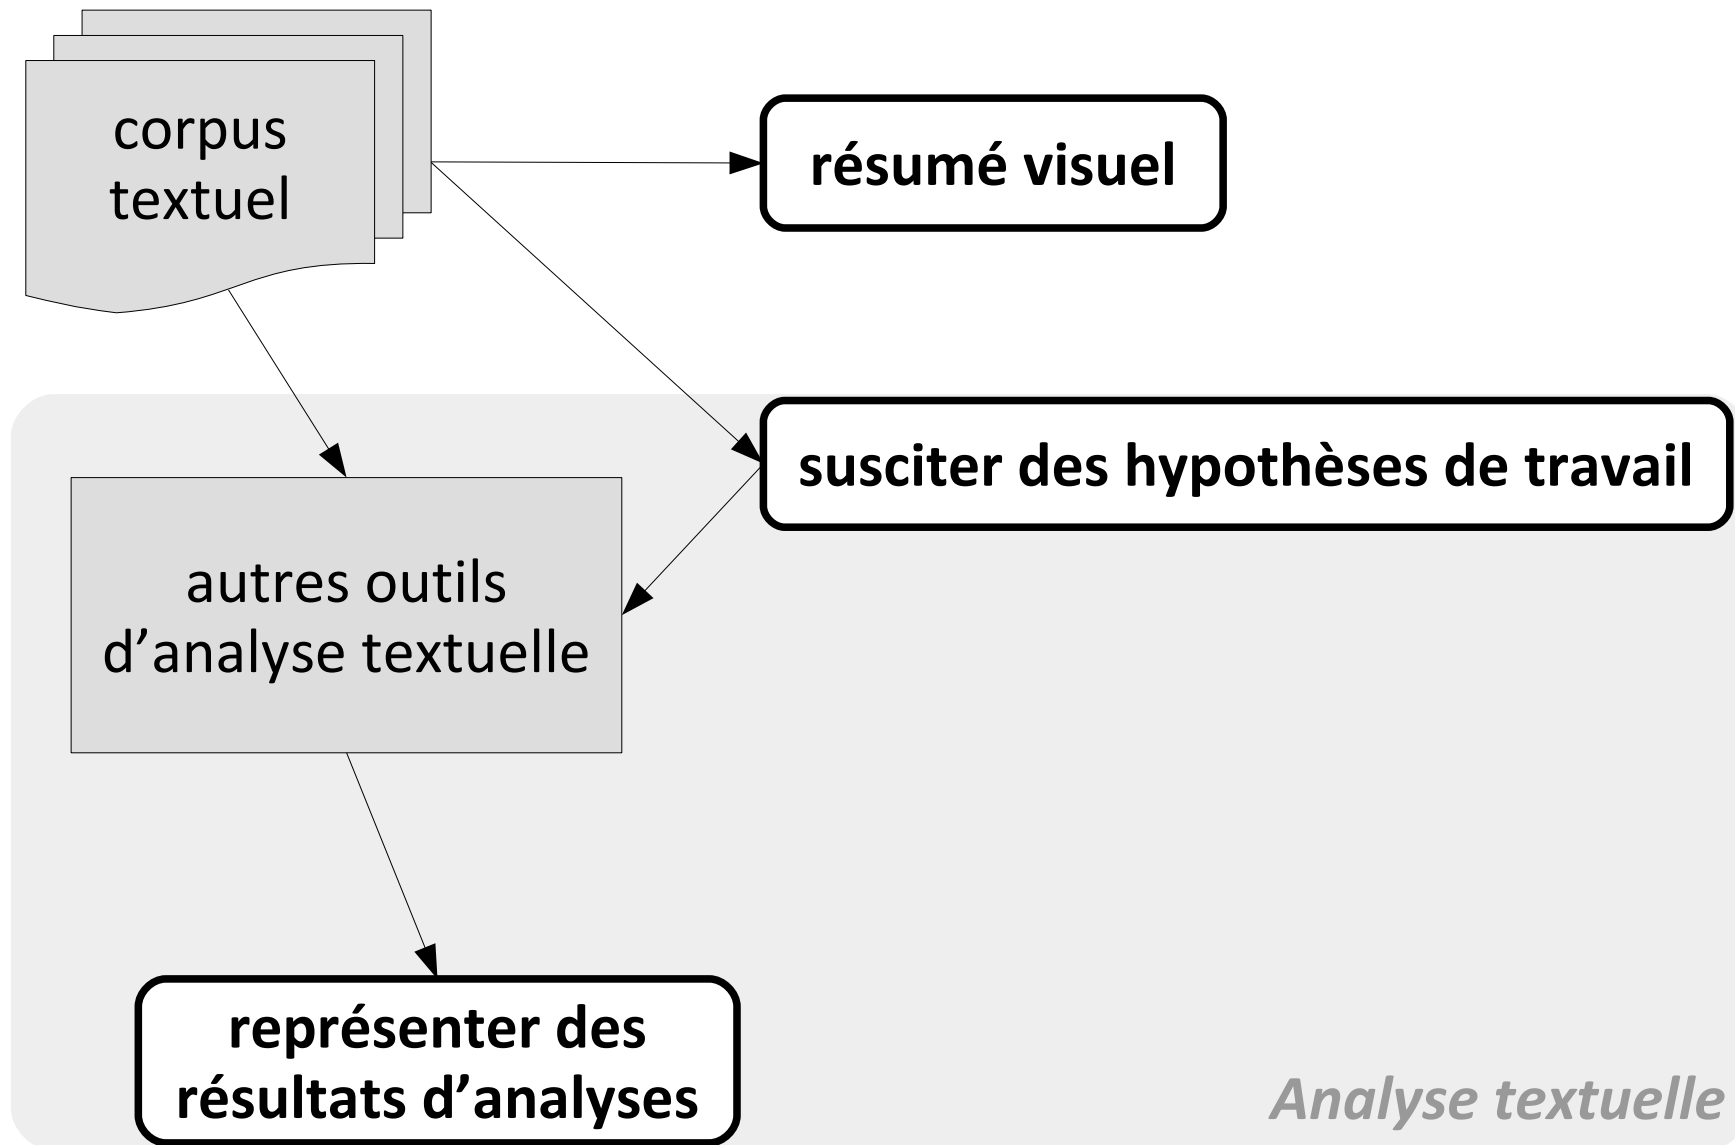 corpus
textuel
résumé visuel
susciter des hypothèses de travail
autres outils
d’analyse textuelle
représenter des
résultats d’analyses
Analyse textuelle